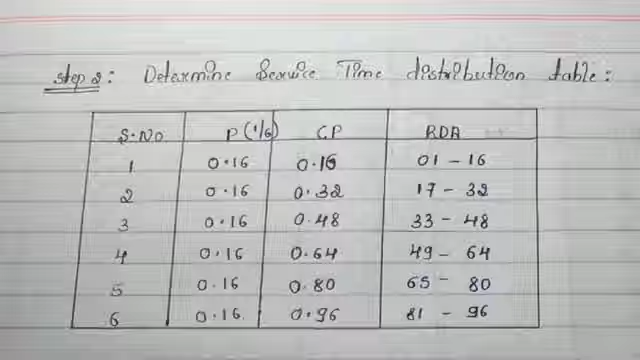 Step 2: Determine Service Time distribution table:
S.No P(1/6) CP RDA
1 0.16 0.16 01 - 16
2 0.16 0.32 17 - 32
3 0.16 0.48 33 - 48
4 0.16 0.64 49 - 64
5 0.16 0.80 65 - 80
6 0.16 0.96 81 - 96